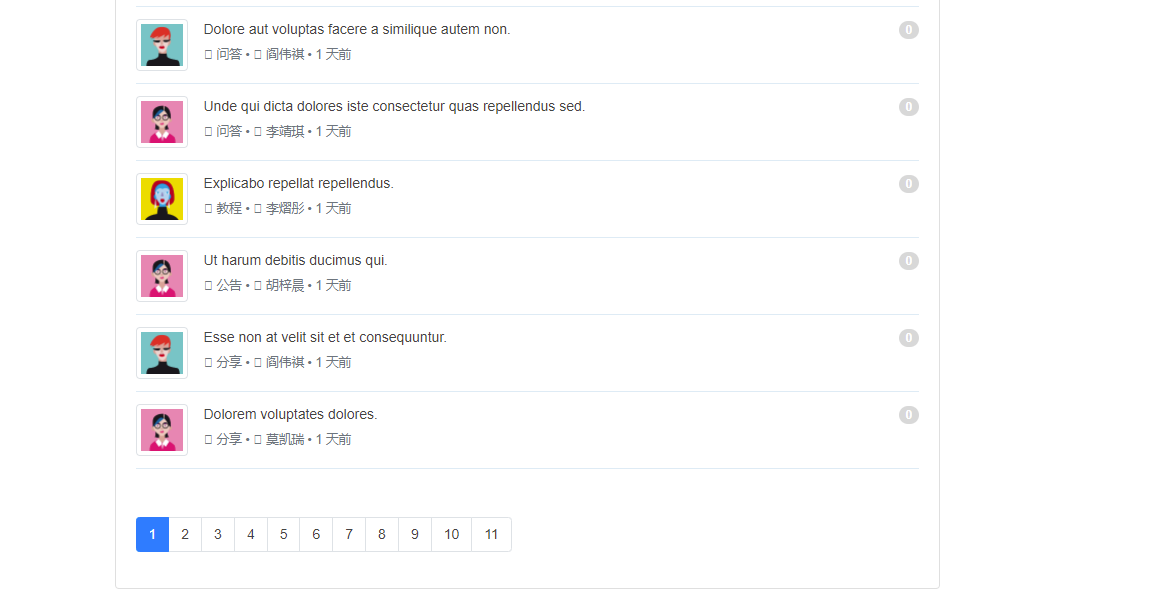 Dolore aut voluptas facere a similique autem non.
0
问答 • 阎伟祺 • 1 天前
Unde qui dicta dolores iste consectetur quas repellendus sed.
0
问答 • 李靖琪 • 1 天前
Explicabo repellat repellendus.
0
教程 • 李熠彤 • 1 天前
Ut harum debitis ducimus qui.
0
公告 • 胡梓晨 • 1 天前
Esse non at velit sit et et consequuntur.
0
分享 • 阎伟祺 • 1 天前
Dolorem voluptates dolores.
0
分享 • 莫凯瑞 • 1 天前
1 2 3 4 5 6 7 8 9 10 11